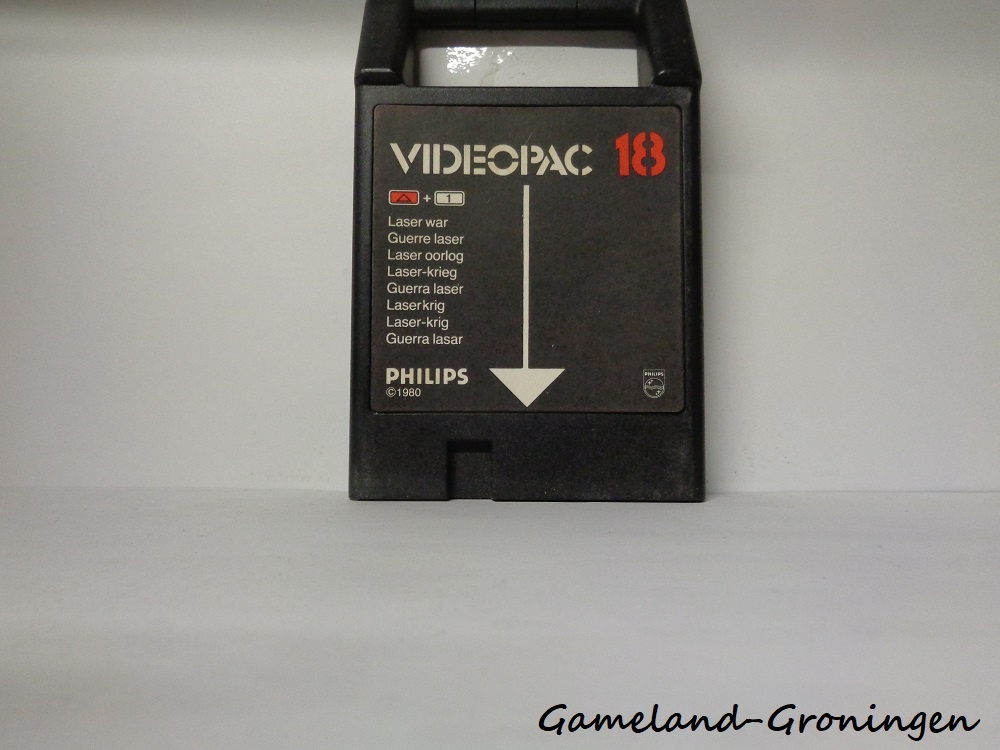 VIDEOPAC 18
+ 1
Laser war
Guerre laser
Laser oorlog
Laser-krieg
Guerra laser
Laserkrig
Laser-krig
Guerra lasar
PHILIPS
©1980
PHILIPS
Gameland-Groningen